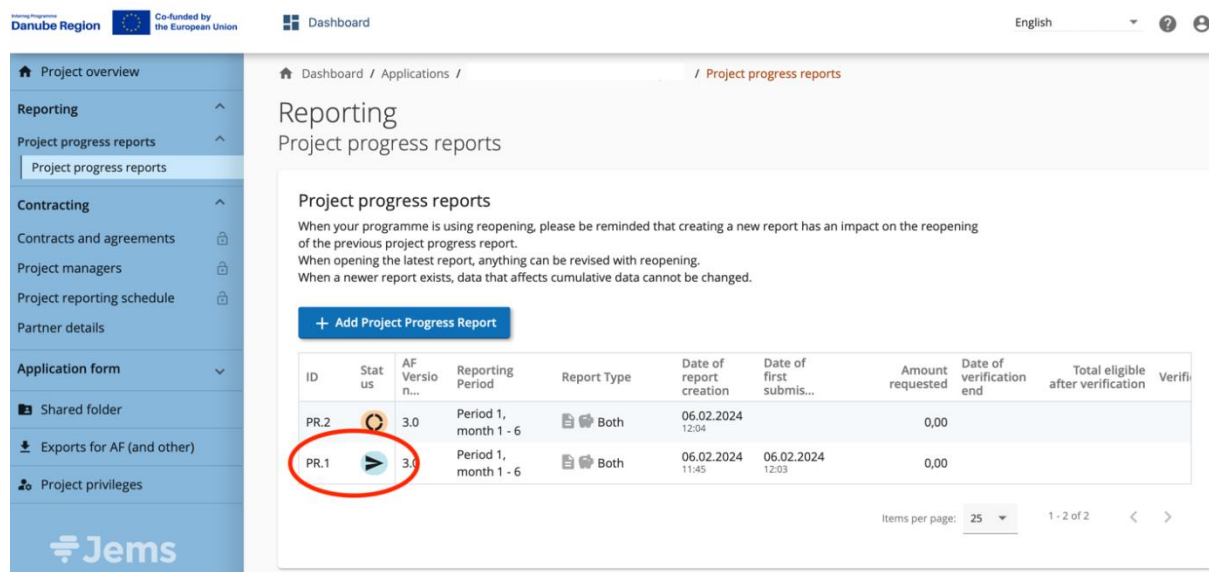 Interreg Programme
Danube Region
Co-funded by
the European Union
Dashboard
English
Project overview
Reporting
Project progress reports
Project progress reports
Contracting
Contracts and agreements
Project managers
Project reporting schedule
Partner details
Application form
Shared folder
Exports for AF (and other)
Project privileges
Jems
Dashboard / Applications / / Project progress reports
Reporting
Project progress reports
Project progress reports
When your programme is using reopening, please be reminded that creating a new report has an impact on the reopening
of the previous project progress report.
When opening the latest report, anything can be revised with reopening.
When a newer report exists, data that affects cumulative data cannot be changed.
+ Add Project Progress Report
ID Stat us AF Versio n... Reporting Period Report Type Date of report creation Date of first submis... Amount requested Date of verification end Total eligible after verification Verifi
PR.2 3.0 Period 1, month 1 - 6 Both 06.02.2024 12:04 0,00
PR.1 3.0 Period 1, month 1 - 6 Both 06.02.2024 11:45 06.02.2024 12:03 0,00
Items per page: 25 1 - 2 of 2